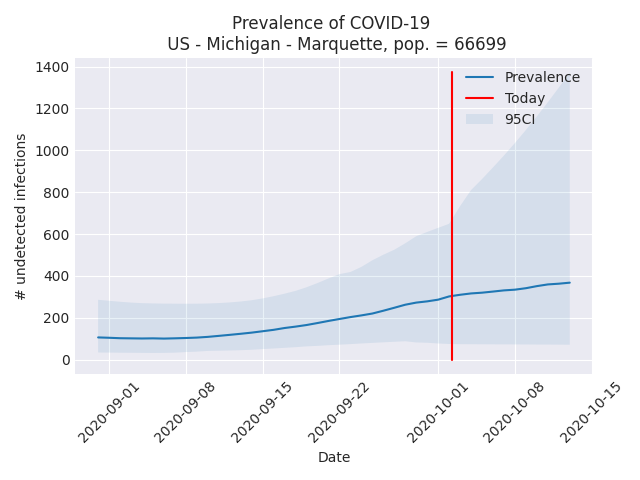 Prevalence of COVID-19
US - Michigan - Marquette, pop. = 66699
1400
1200
1000
800
600
400
200
0
# undetected infections
Prevalence
Today
95CI
2020-09-01
2020-09-08
2020-09-15
2020-09-22
2020-10-01
2020-10-08
2020-10-15
Date